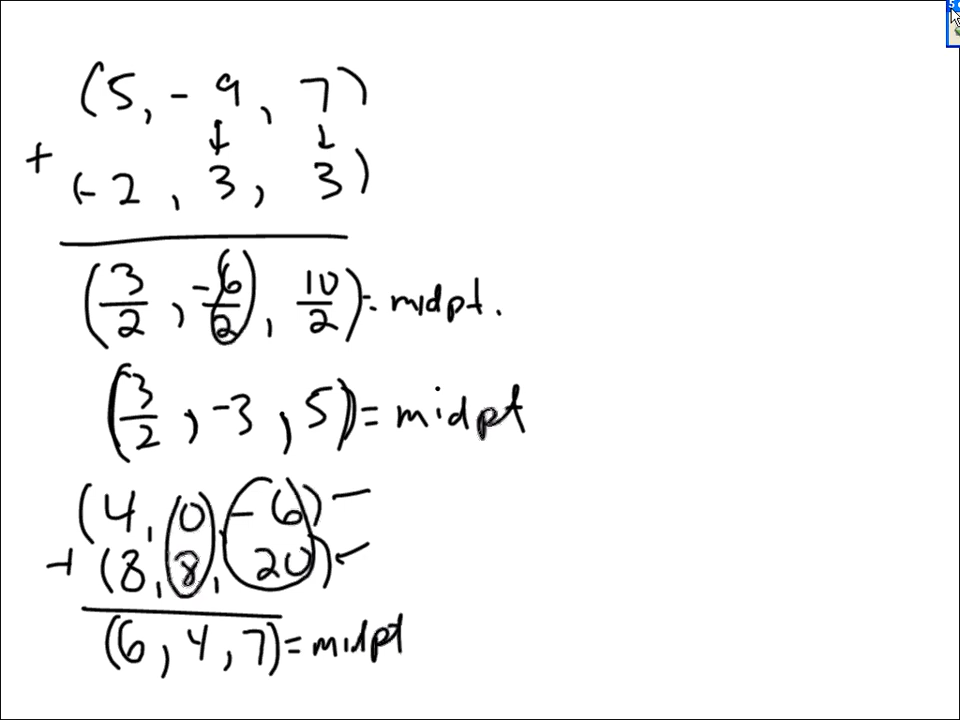 (5, -9, 7)
↓ ↓
+ (-2, 3, 3)
(3/2, -6/2, 10/2) = midpt.
(3/2, -3, 5) = midpt
(4, 0, -6)
+ (8, 8, 20)
(6, 4, 7) = midpt